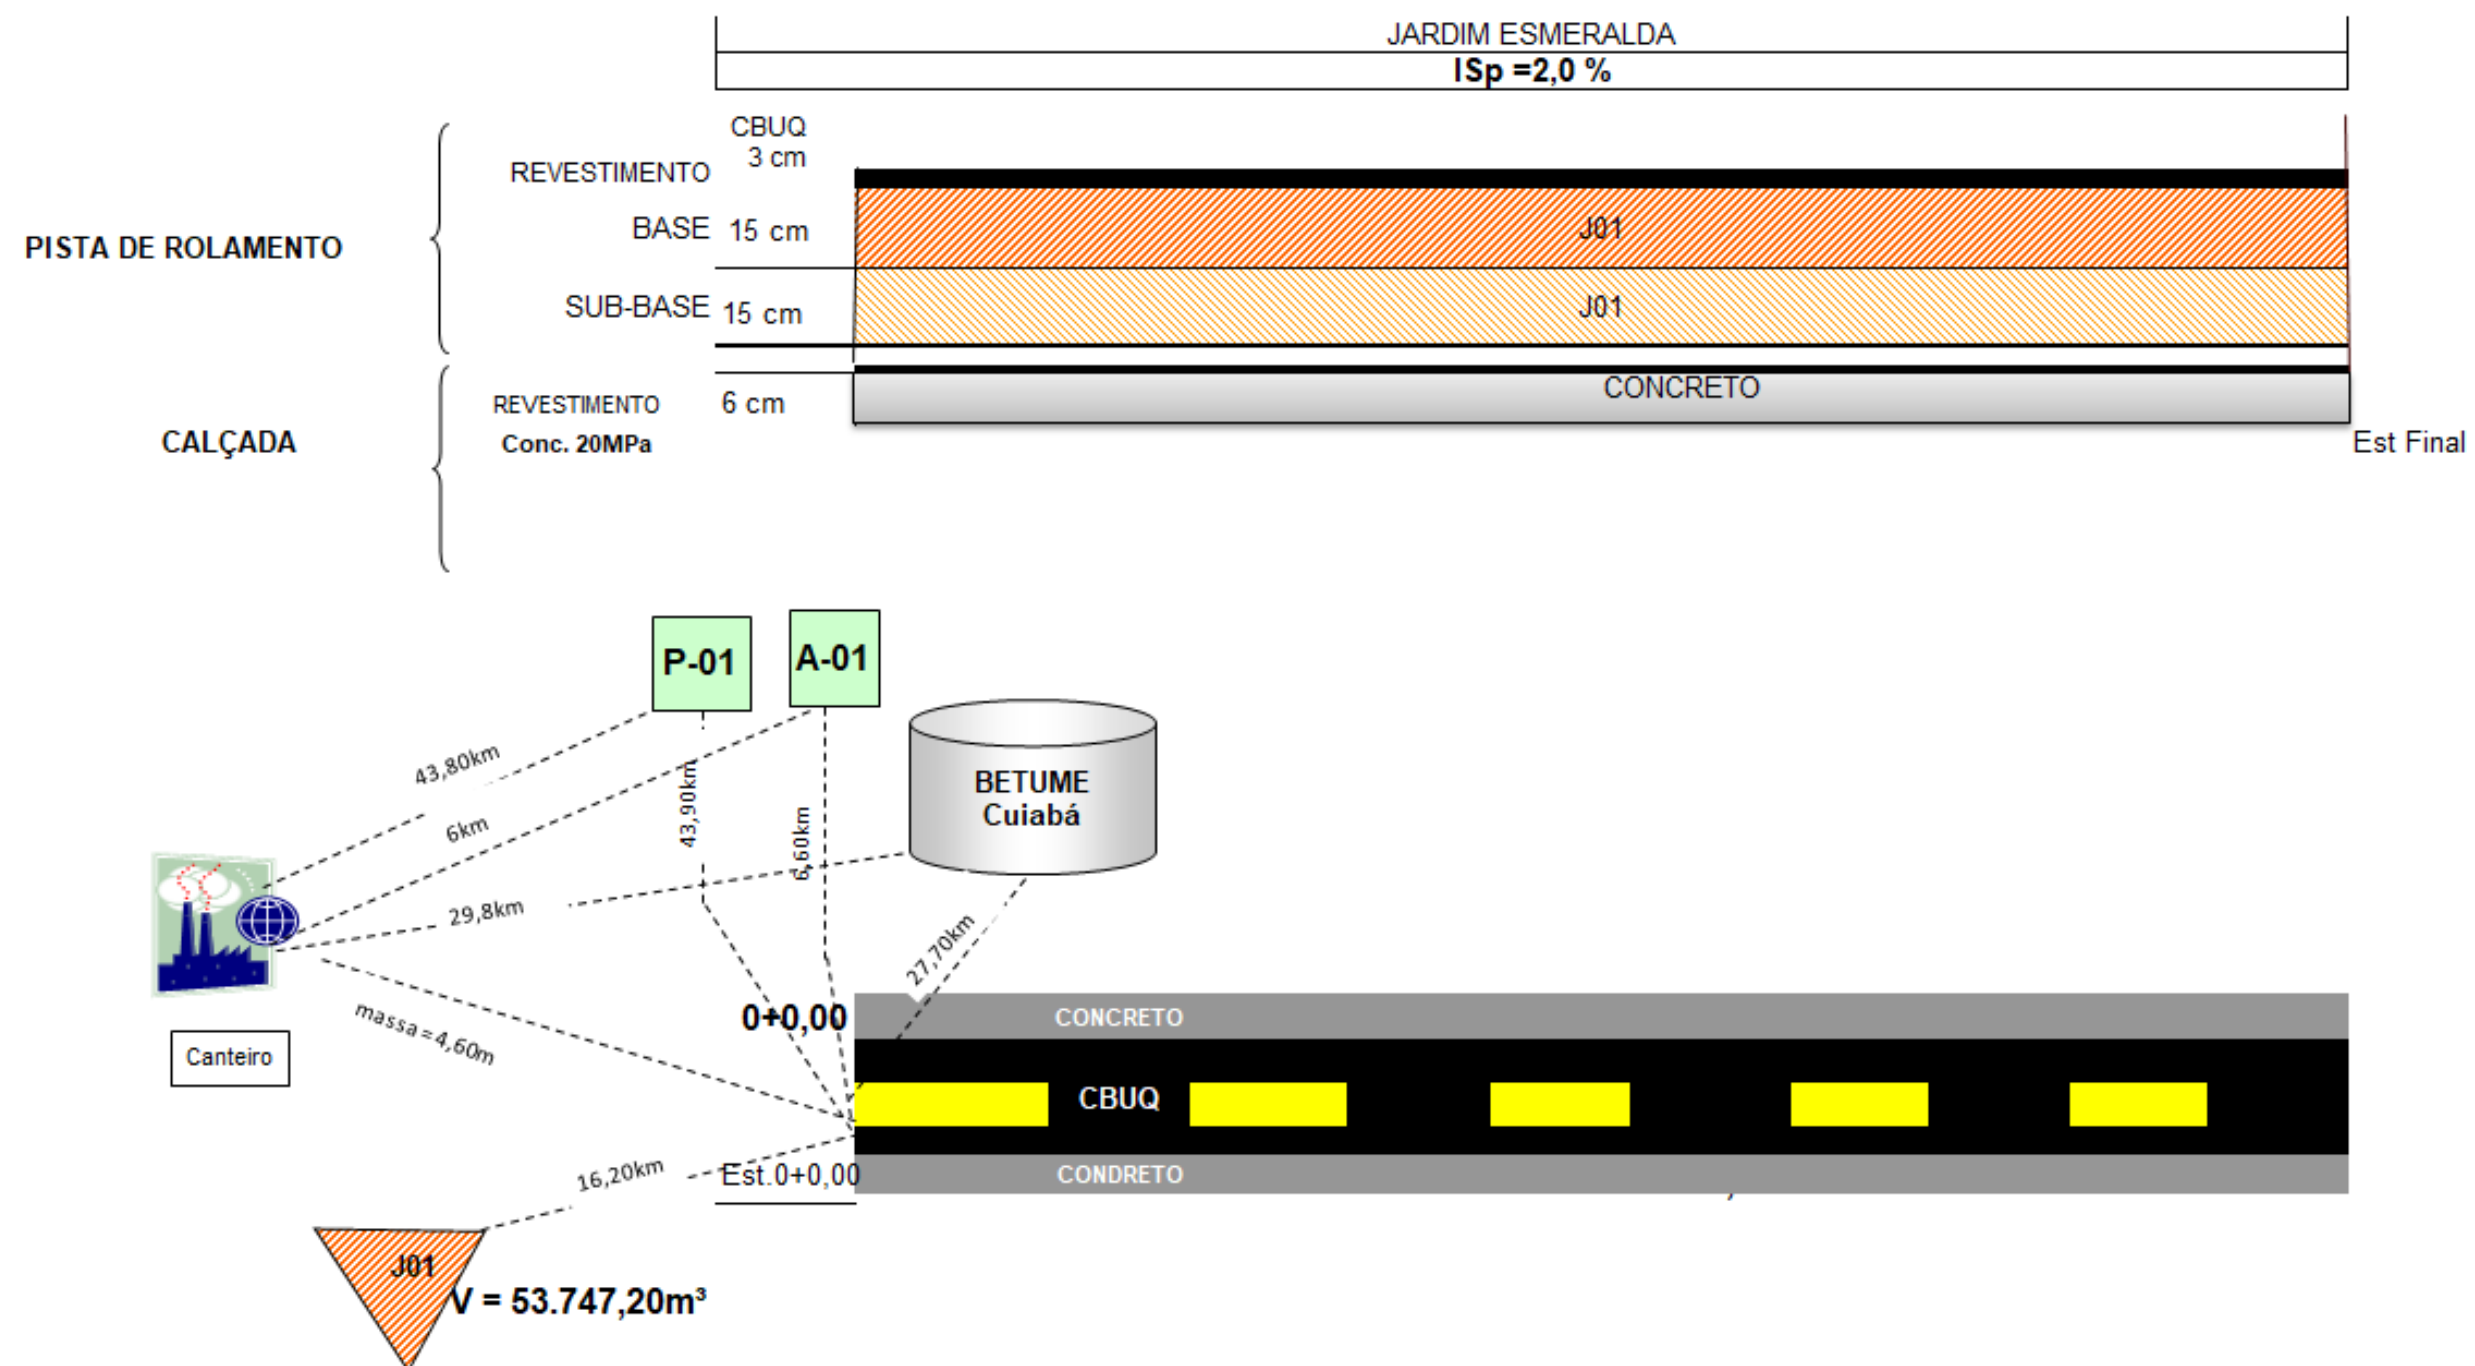 JARDIM ESMERALDA
ISp =2,0 %
CBUQ
3 cm
REVESTIMENTO
BASE 15 cm
J01
PISTA DE ROLAMENTO
SUB-BASE 15 cm
J01
CONCRETO
REVESTIMENTO 6 cm
Conc. 20MPa
CALÇADA
Est Final
P-01
A-01
43,80km
6km
43,90km
6,60km
BETUME
Cuiabá
29,8km
27,70km
0+0,00
CONCRETO
massa=4,60m
Canteiro
CBUQ
16,20km
Est.0+0,00
CONDRETO
J01
V = 53.747,20m³